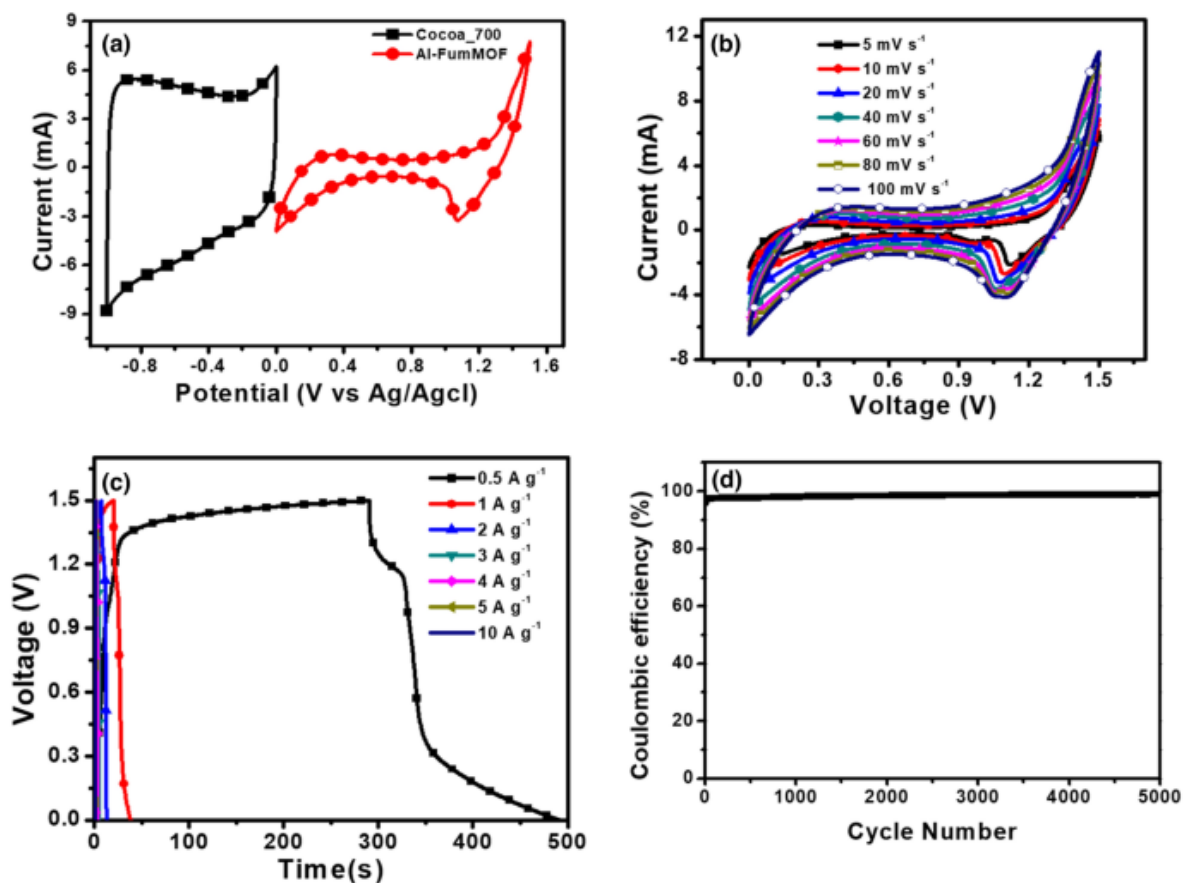 (a)
Cocoa_700
Al-FumMOF
9
6
3
0
-3
-6
-9
Current (mA)
-0.8
-0.4
0.0
0.4
0.8
1.2
1.6
Potential (V vs Ag/Agcl)
(b)
5 mV s⁻¹
10 mV s⁻¹
20 mV s⁻¹
40 mV s⁻¹
60 mV s⁻¹
80 mV s⁻¹
100 mV s⁻¹
12
8
4
0
-4
-8
Current (mA)
0.0
0.3
0.6
0.9
1.2
1.5
Voltage (V)
(c)
0.5 A g⁻¹
1 A g⁻¹
2 A g⁻¹
3 A g⁻¹
4 A g⁻¹
5 A g⁻¹
10 A g⁻¹
1.5
1.2
0.9
0.6
0.3
0.0
Voltage (V)
0
100
200
300
400
500
Time(s)
(d)
100
80
60
40
20
0
Coulombic efficiency (%)
0
1000
2000
3000
4000
5000
Cycle Number